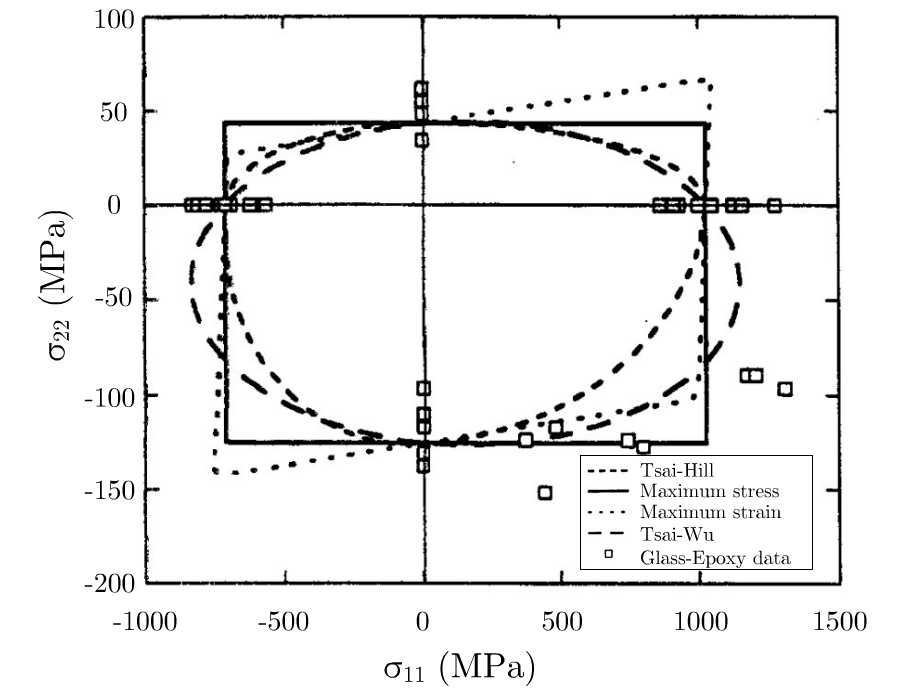 100
50
0
-50
-100
-150
-200
σ22 (MPa)
Tsai-Hill
Maximum stress
Maximum strain
Tsai-Wu
Glass-Epoxy data
-1000 -500 0 500 1000 1500
σ11 (MPa)